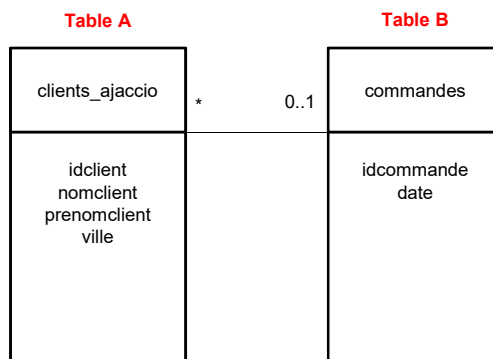 Table A
Table B
clients_ajaccio
*
0..1
commandes
idclient
nomclient
prenomclient
ville
idcommande
date